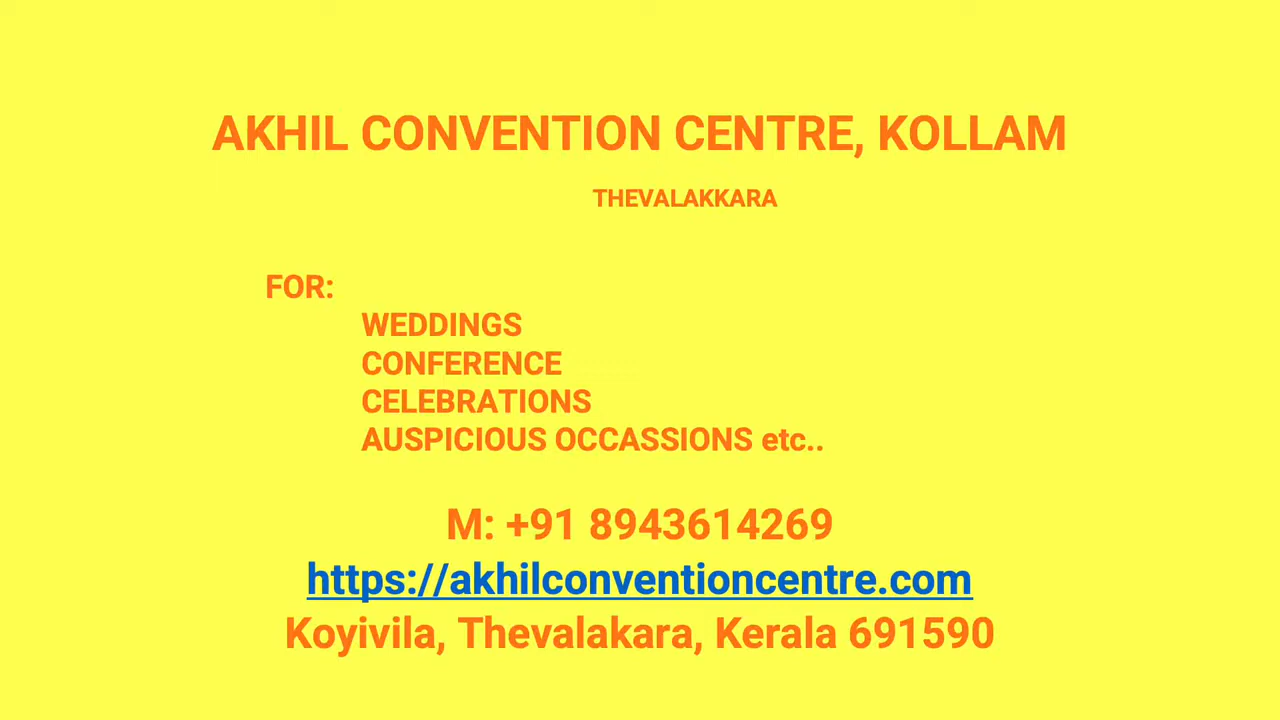 AKHIL CONVENTION CENTRE, KOLLAM
THEVALAKKARA
FOR:
WEDDINGS
CONFERENCE
CELEBRATIONS
AUSPICIOUS OCCASSIONS etc..
M: +91 8943614269
https://akhilconventioncentre.com
Koyivila, Thevalakara, Kerala 691590